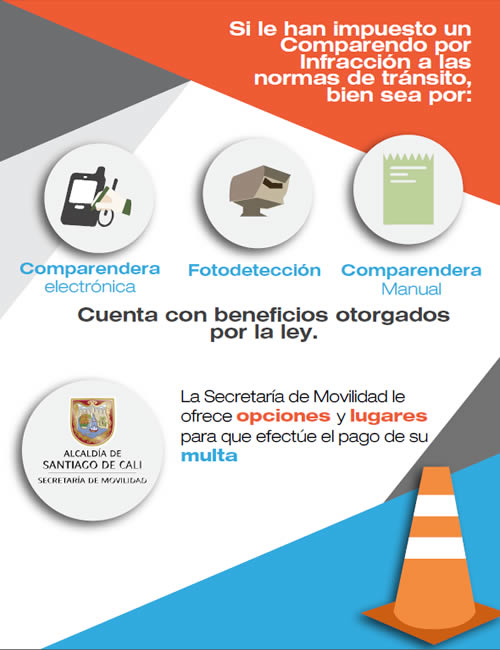 Si le han impuesto un
Comparendo por
Infracción a las
normas de tránsito,
bien sea por:
Comparendera
electrónica
Fotodetección
Comparendera
Manual
Cuenta con beneficios otorgados
por la ley.
ALCALDÍA DE
SANTIAGO DE CALI
SECRETARÍA DE MOVILIDAD
La Secretaría de Movilidad le
ofrece opciones y lugares
para que efectúe el pago de su
multa